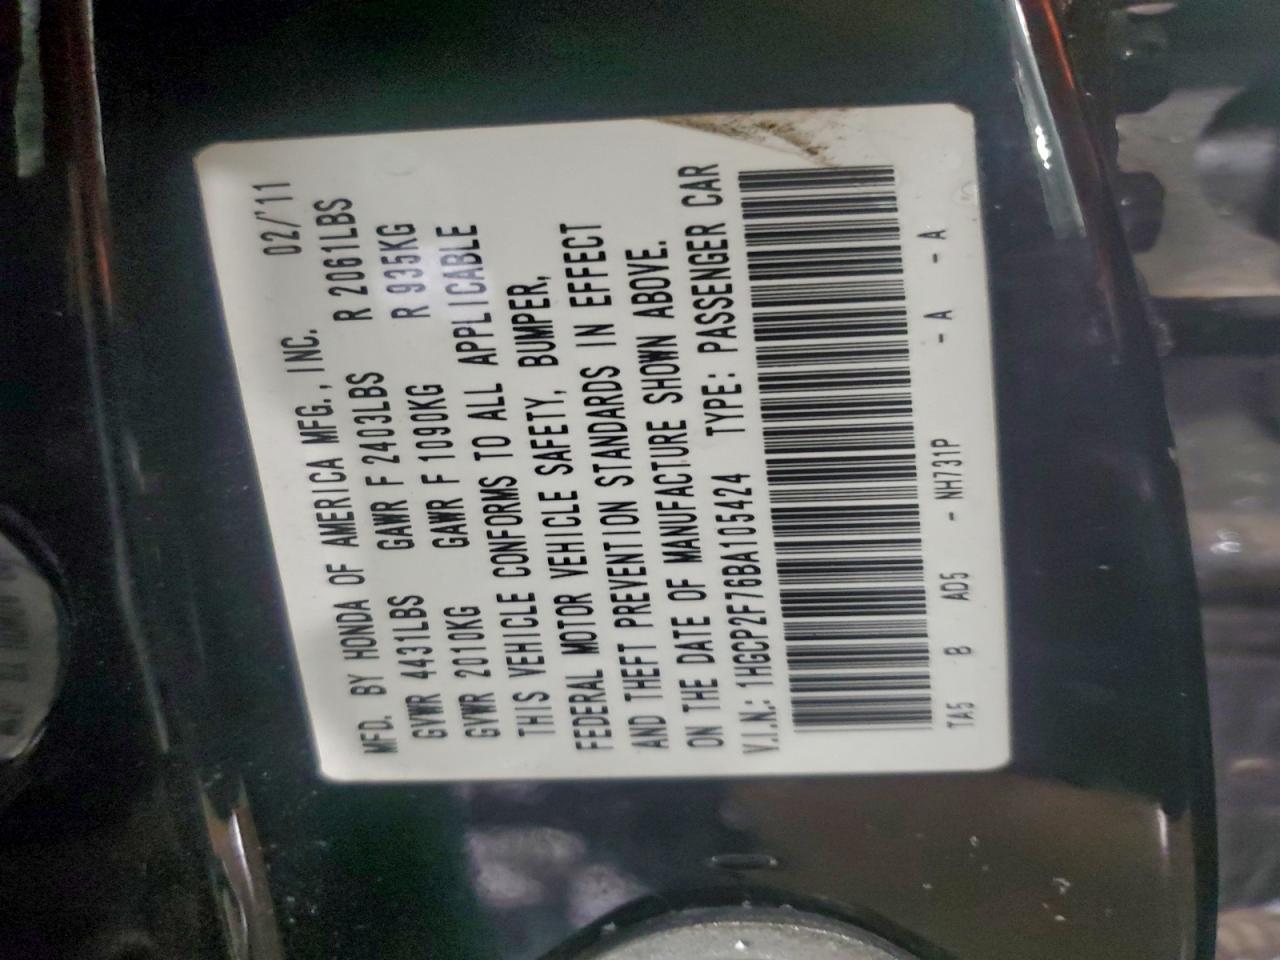 MFD. BY HONDA OF AMERICA MFG., INC. 02/'11
GVWR 4431LBS GAWR F 2403LBS R 2061LBS
GVWR 2010KG GAWR F 1090KG R 935KG
THIS VEHICLE CONFORMS TO ALL APPLICABLE
FEDERAL MOTOR VEHICLE SAFETY, BUMPER,
AND THEFT PREVENTION STANDARDS IN EFFECT
ON THE DATE OF MANUFACTURE SHOWN ABOVE.
V.I.N.: 1HGCP2F76BA105424 TYPE: PASSENGER CAR
TA5 B AD5 - NH731P - A - A